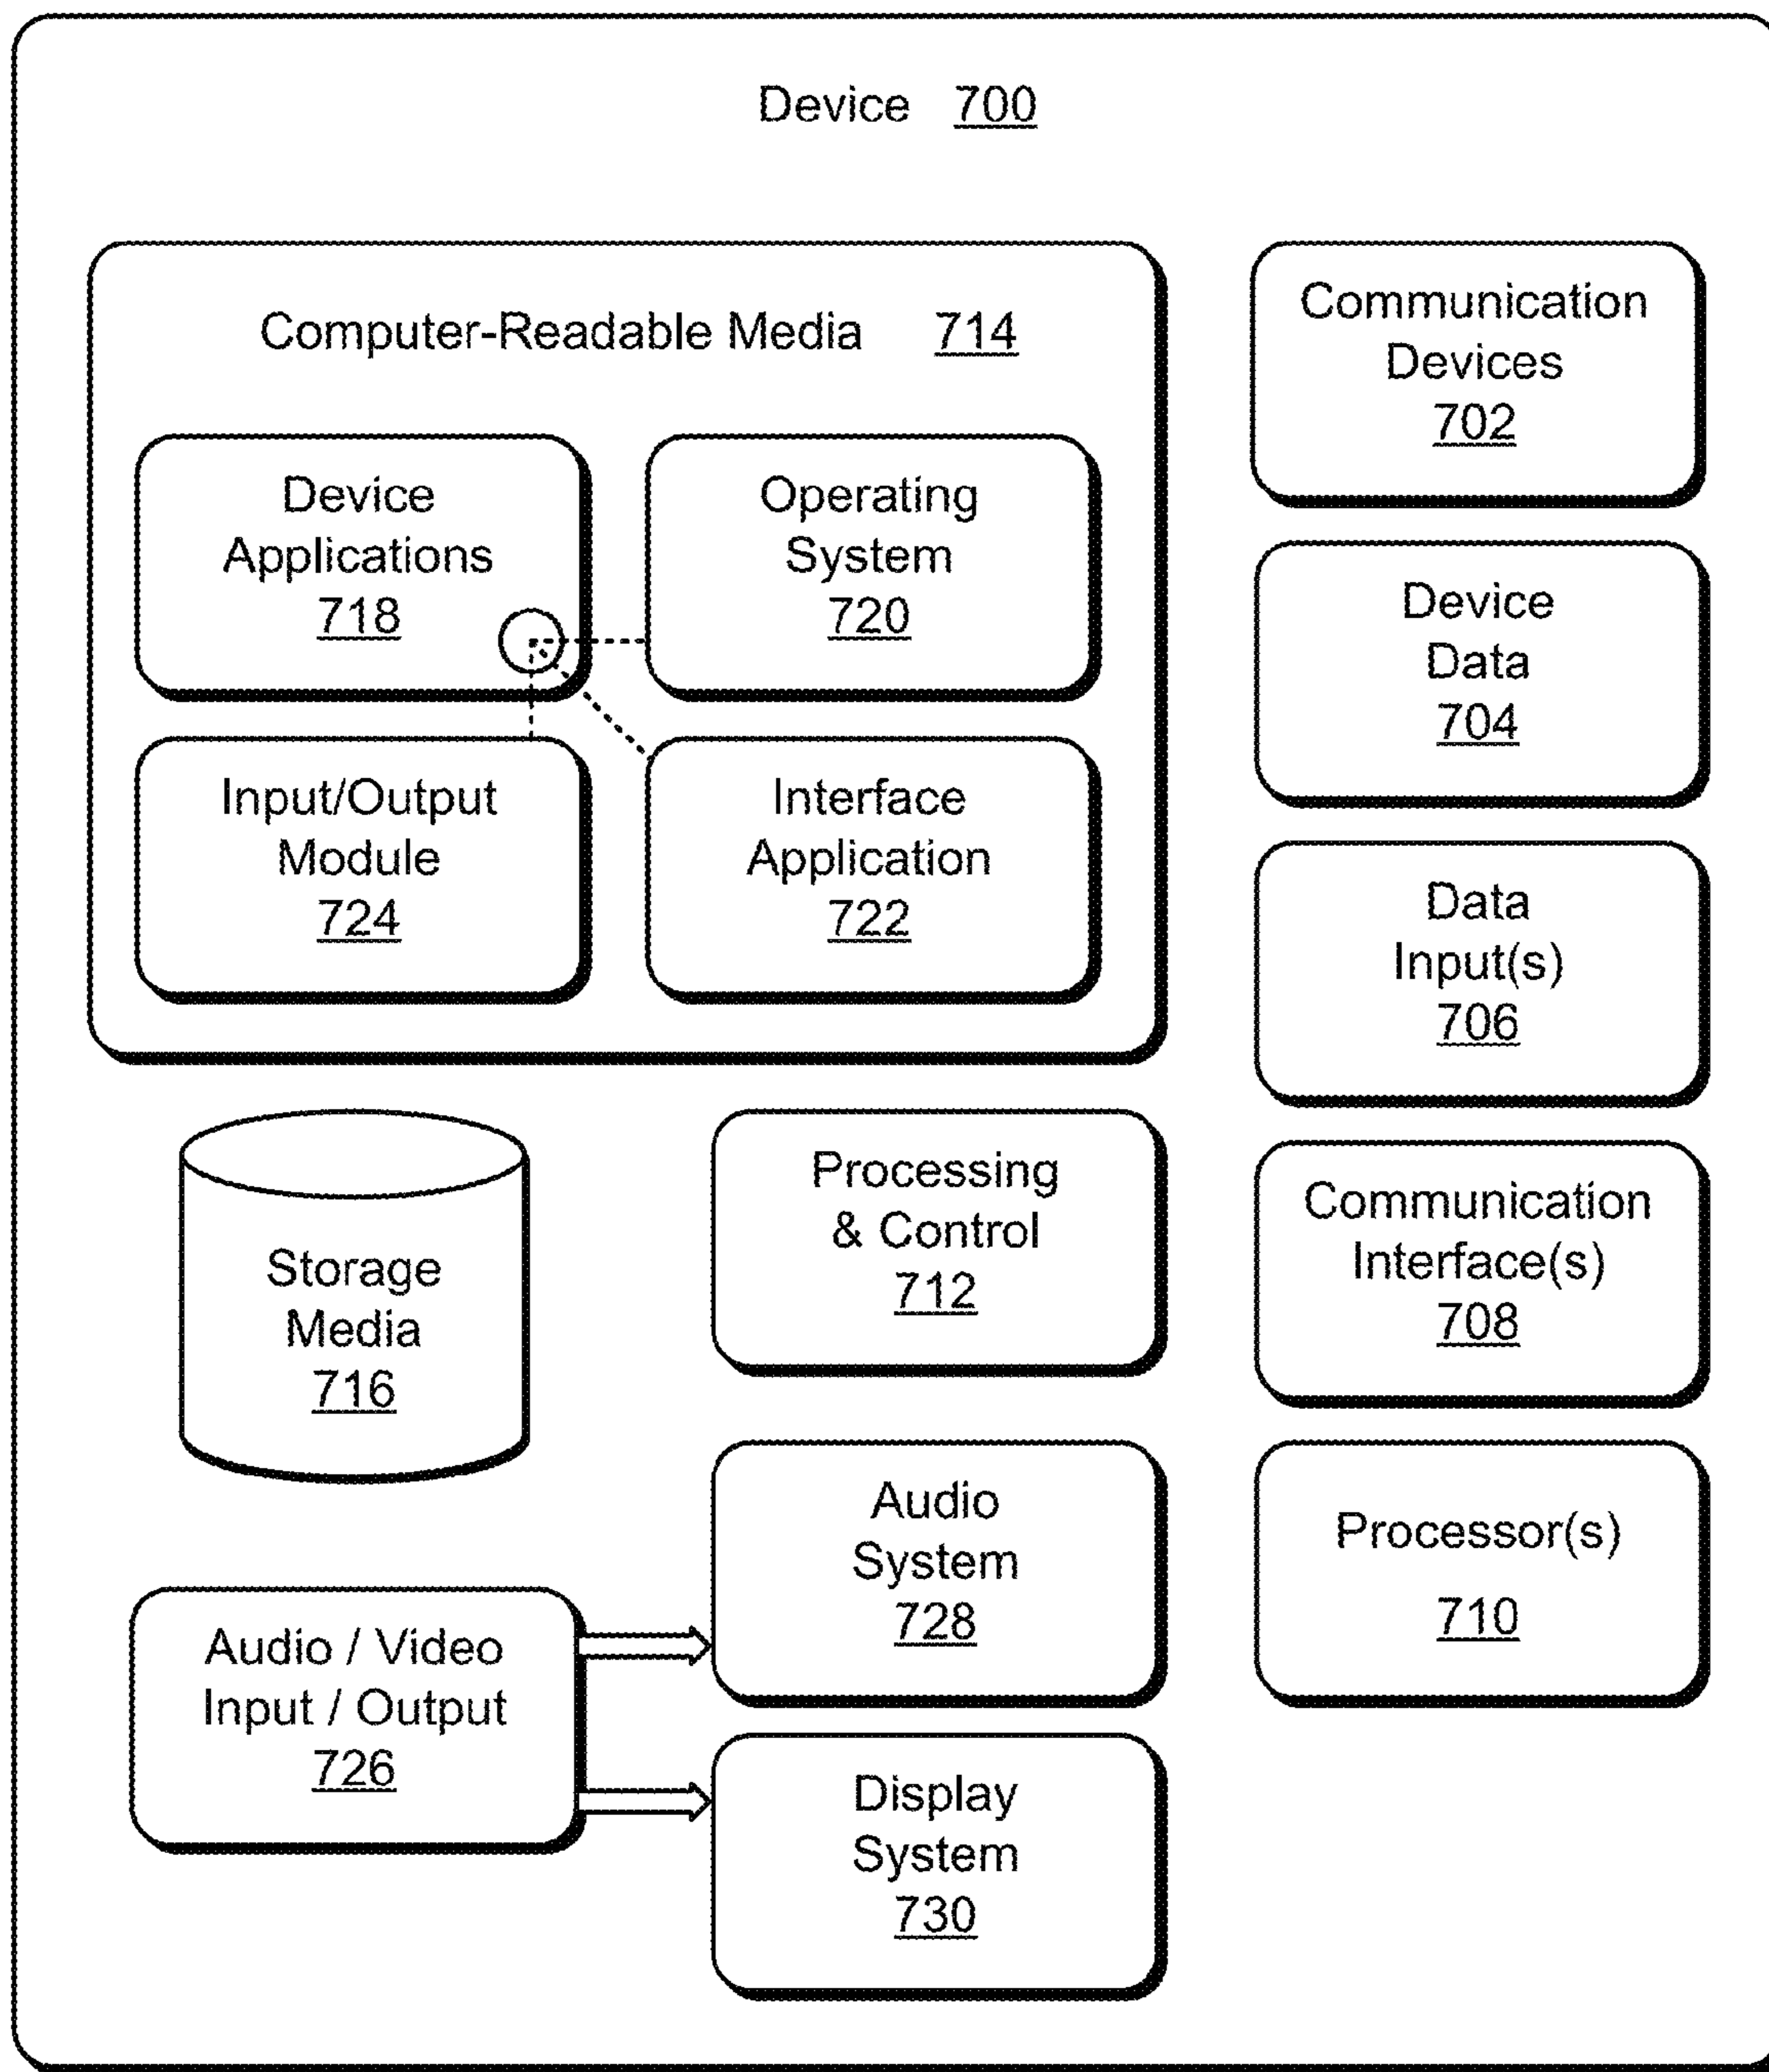 Device 700
Computer-Readable Media 714
Device
Applications
718
Operating
System
720
Input/Output
Module
724
Interface
Application
722
Communication
Devices
702
Device
Data
704
Data
Input(s)
706
Communication
Interface(s)
708
Processor(s)
710
Storage
Media
716
Processing
& Control
712
Audio / Video
Input / Output
726
Audio
System
728
Display
System
730